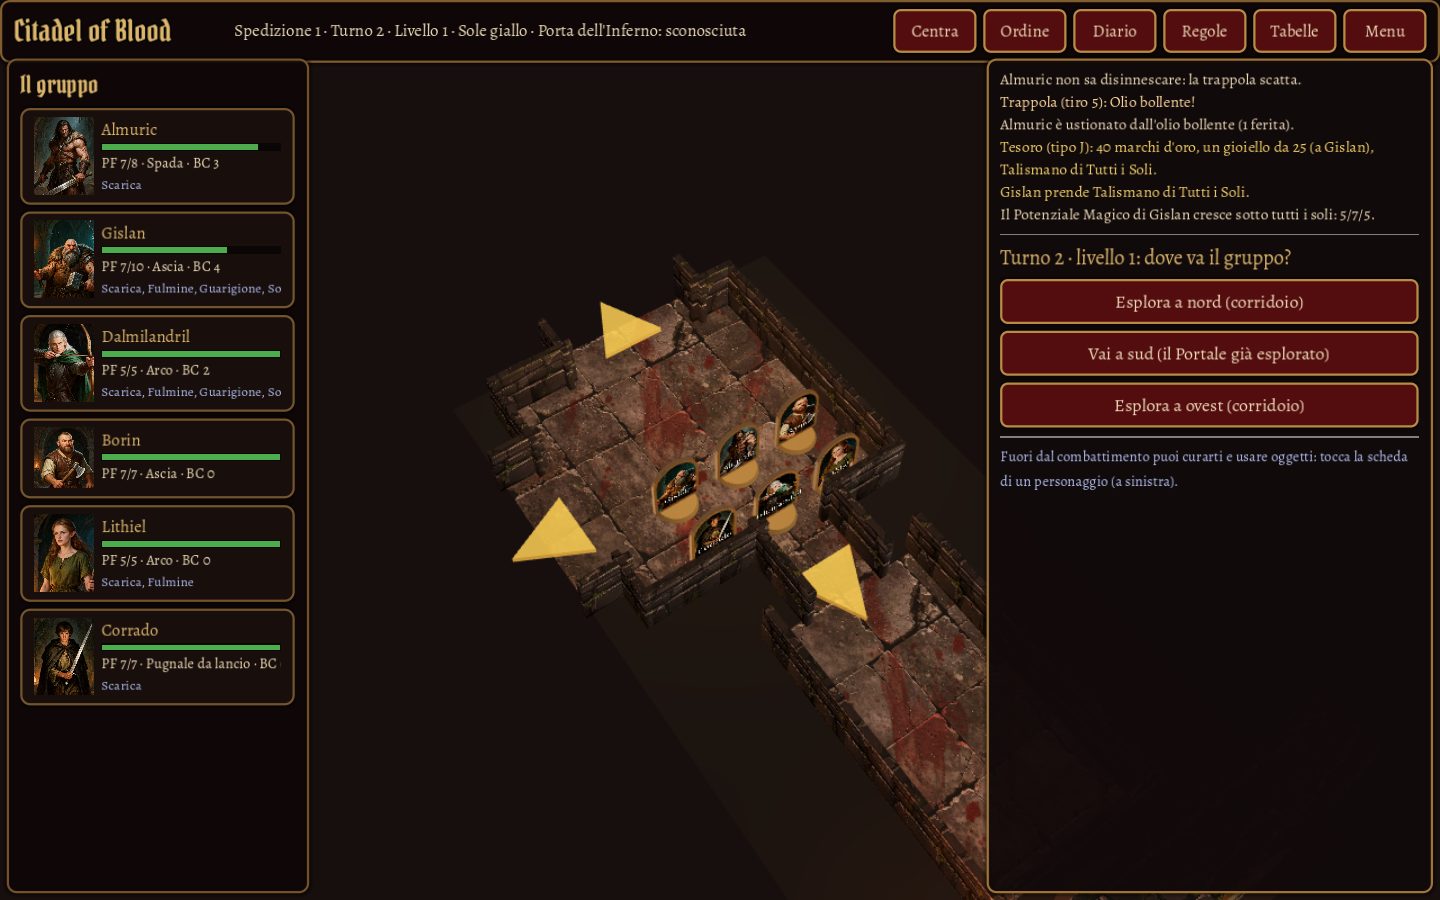 Citadel of Blood
Spedizione 1 · Turno 2 · Livello 1 · Sole giallo · Porta dell'Inferno: sconosciuta
Centra
Ordine
Diario
Regole
Tabelle
Menu
Il gruppo
Almuric
PF 7/8 · Spada · BC 3
Scarica
Gislan
PF 7/10 · Ascia · BC 4
Scarica, Fulmine, Guarigione, So
Dalmilandril
PF 5/5 · Arco · BC 2
Scarica, Fulmine, Guarigione, So
Borin
PF 7/7 · Ascia · BC 0
Lithiel
PF 5/5 · Arco · BC 0
Scarica, Fulmine
Corrado
PF 7/7 · Pugnale da lancio · BC
Scarica
Almuric non sa disinnescare: la trappola scatta.
Trappola (tiro 5): Olio bollente!
Almuric è ustionato dall'olio bollente (1 ferita).
Tesoro (tipo J): 40 marchi d'oro, un gioiello da 25 (a Gislan),
Talismano di Tutti i Soli.
Gislan prende Talismano di Tutti i Soli.
Il Potenziale Magico di Gislan cresce sotto tutti i soli: 5/7/5.
Turno 2 · livello 1: dove va il gruppo?
Esplora a nord (corridoio)
Vai a sud (il Portale già esplorato)
Esplora a ovest (corridoio)
Fuori dal combattimento puoi curarti e usare oggetti: tocca la scheda
di un personaggio (a sinistra).